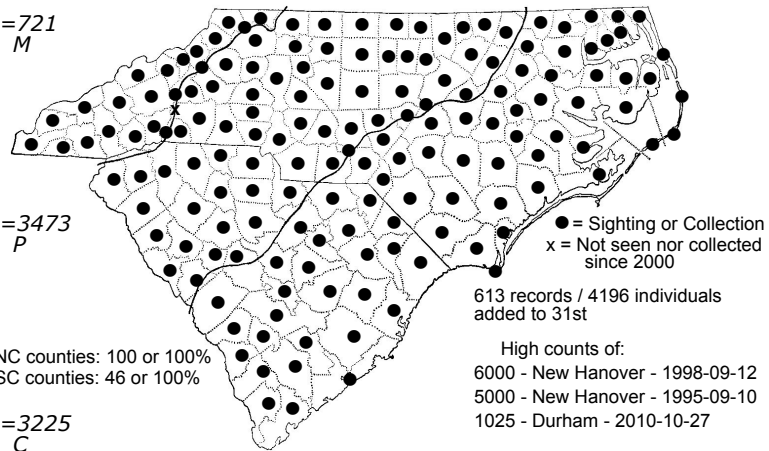 =721
M
=3473
P
● = Sighting or Collection
x = Not seen nor collected
since 2000
613 records / 4196 individuals
added to 31st
NC counties: 100 or 100%
SC counties: 46 or 100%
High counts of:
6000 - New Hanover - 1998-09-12
5000 - New Hanover - 1995-09-10
1025 - Durham - 2010-10-27
=3225
C
x